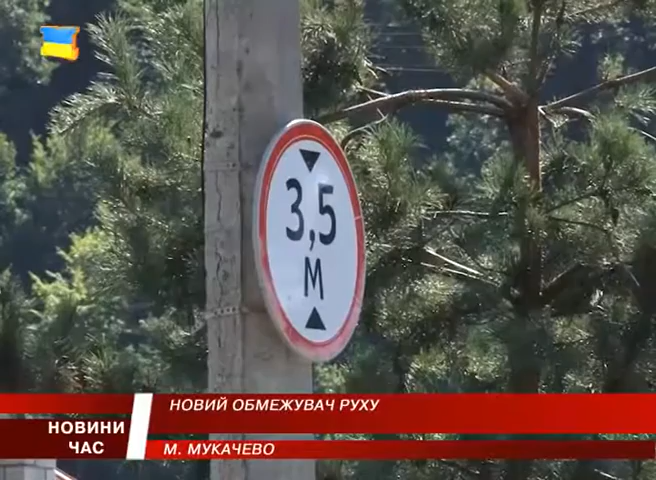 3,5
м
НОВИЙ ОБМЕЖУВАЧ РУХУ
НОВИНИ
ЧАС
М. МУКАЧЕВО